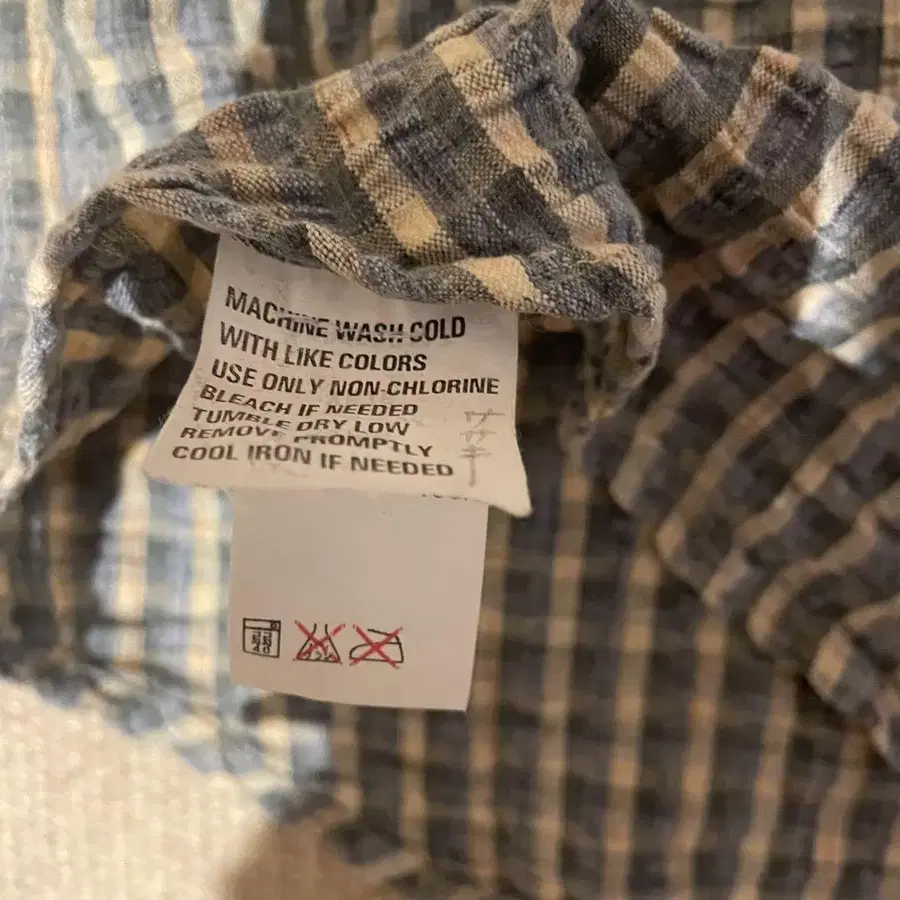 MACHINE WASH COLD
WITH LIKE COLORS
USE ONLY NON-CHLORINE
BLEACH IF NEEDED
TUMBLE DRY LOW
REMOVE PROMPTLY
COOL IRON IF NEEDED